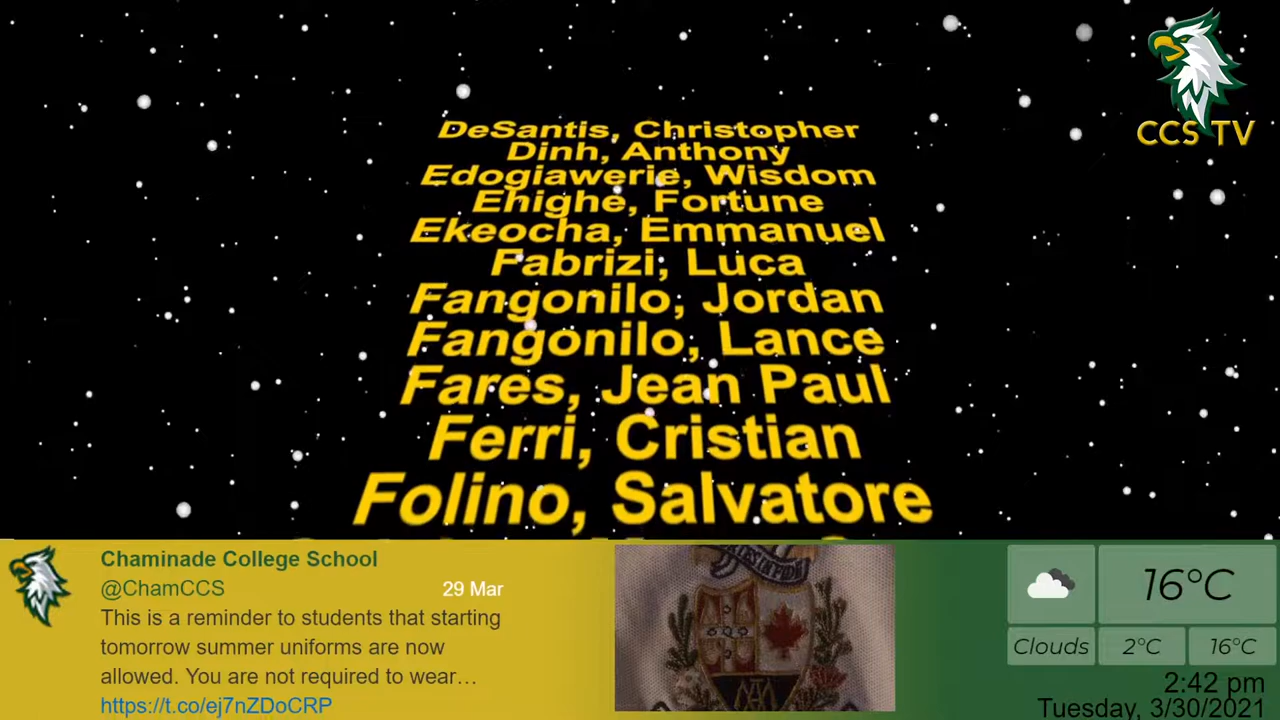 DeSantis, Christopher
Dinh, Anthony
Edogiawerie, Wisdom
Ehighe, Fortune
Ekeocha, Emmanuel
Fabrizi, Luca
Fangonilo, Jordan
Fangonilo, Lance
Fares, Jean Paul
Ferri, Cristian
Folino, Salvatore
CCS TV
Chaminade College School
@ChamCCS 29 Mar
This is a reminder to students that starting
tomorrow summer uniforms are now
allowed. You are not required to wear…
https://t.co/ej7nZDoCRP
16°C
Clouds 2°C 16°C
2:42 pm
Tuesday, 3/30/2021